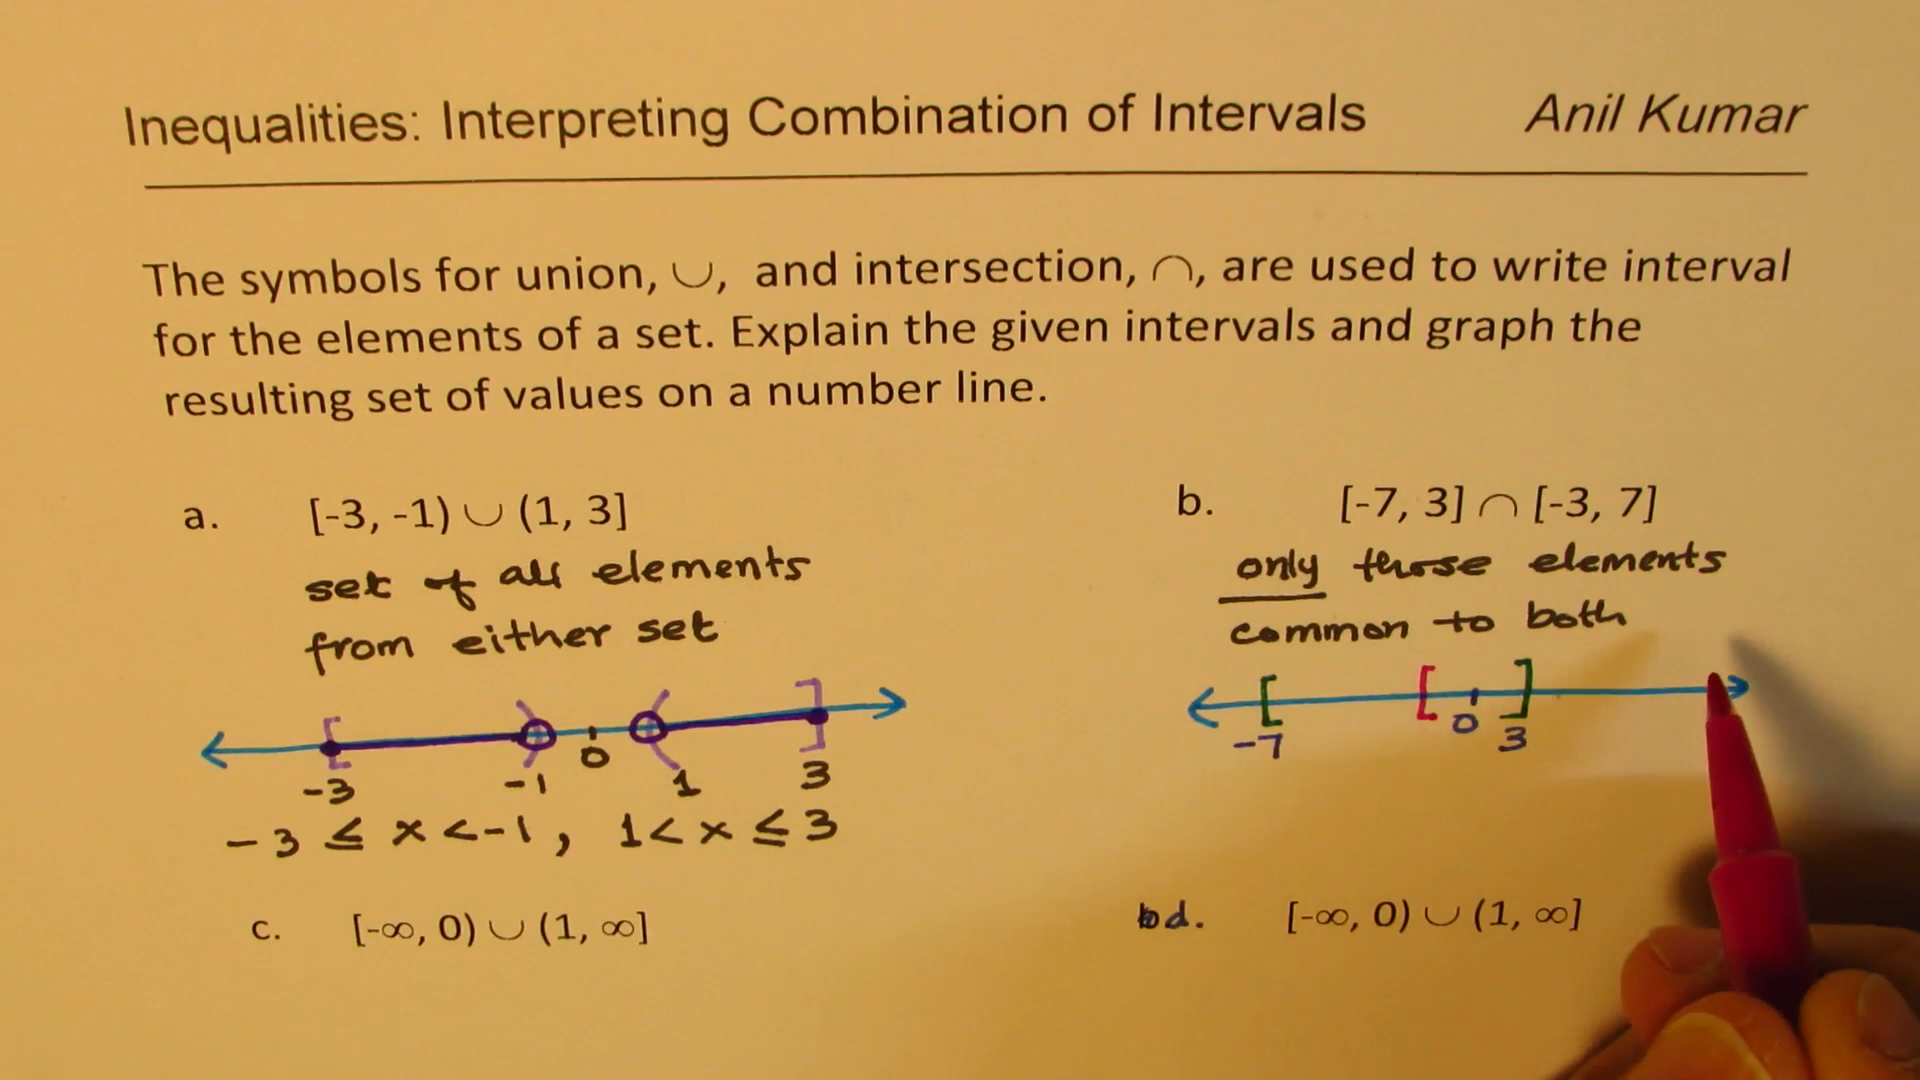 Inequalities: Interpreting Combination of Intervals Anil Kumar
The symbols for union, ∪, and intersection, ∩, are used to write interval
for the elements of a set. Explain the given intervals and graph the
resulting set of values on a number line.
a. [-3, -1) ∪ (1, 3]
set of all elements
from either set
-3 -1 0 1 3
-3 ≤ x < -1, 1 < x ≤ 3
b. [-7, 3] ∩ [-3, 7]
only those elements
common to both
-7 0 3
c. [-∞, 0) ∪ (1, ∞]
bd. [-∞, 0) ∪ (1, ∞]